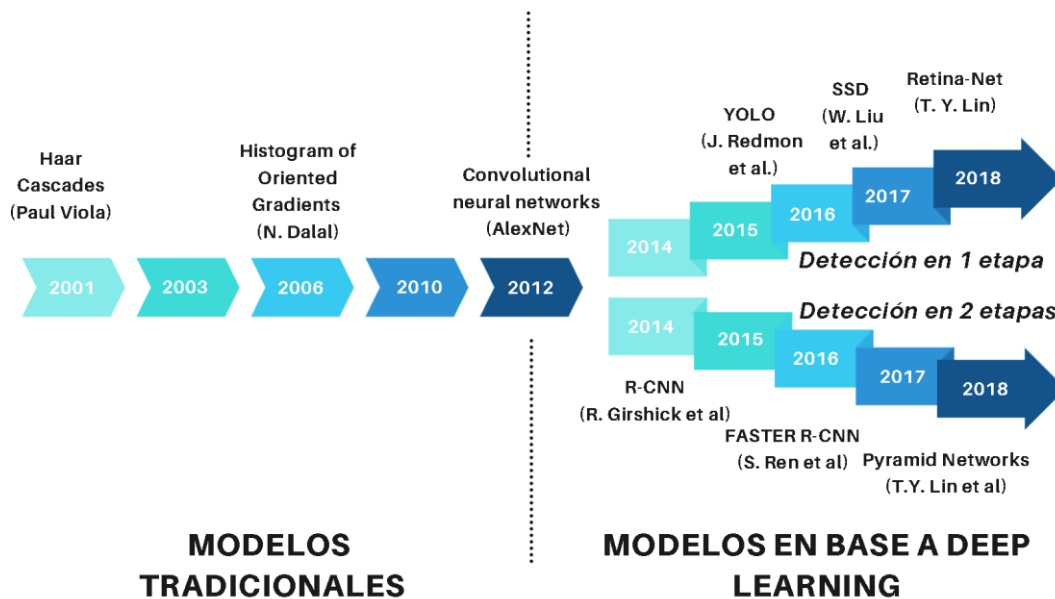 Haar
Cascades
(Paul Viola)
Histogram of
Oriented
Gradients
(N. Dalal)
Convolutional
neural networks
(AlexNet)
2001
2003
2006
2010
2012
YOLO
(J. Redmon
et al.)
SSD
(W. Liu
et al.)
Retina-Net
(T. Y. Lin)
2014
2015
2016
2017
2018
Detección en 1 etapa
Detección en 2 etapas
2014
2015
2016
2017
2018
R-CNN
(R. Girshick et al)
FASTER R-CNN
(S. Ren et al)
Pyramid Networks
(T.Y. Lin et al)
MODELOS
TRADICIONALES
MODELOS EN BASE A DEEP
LEARNING